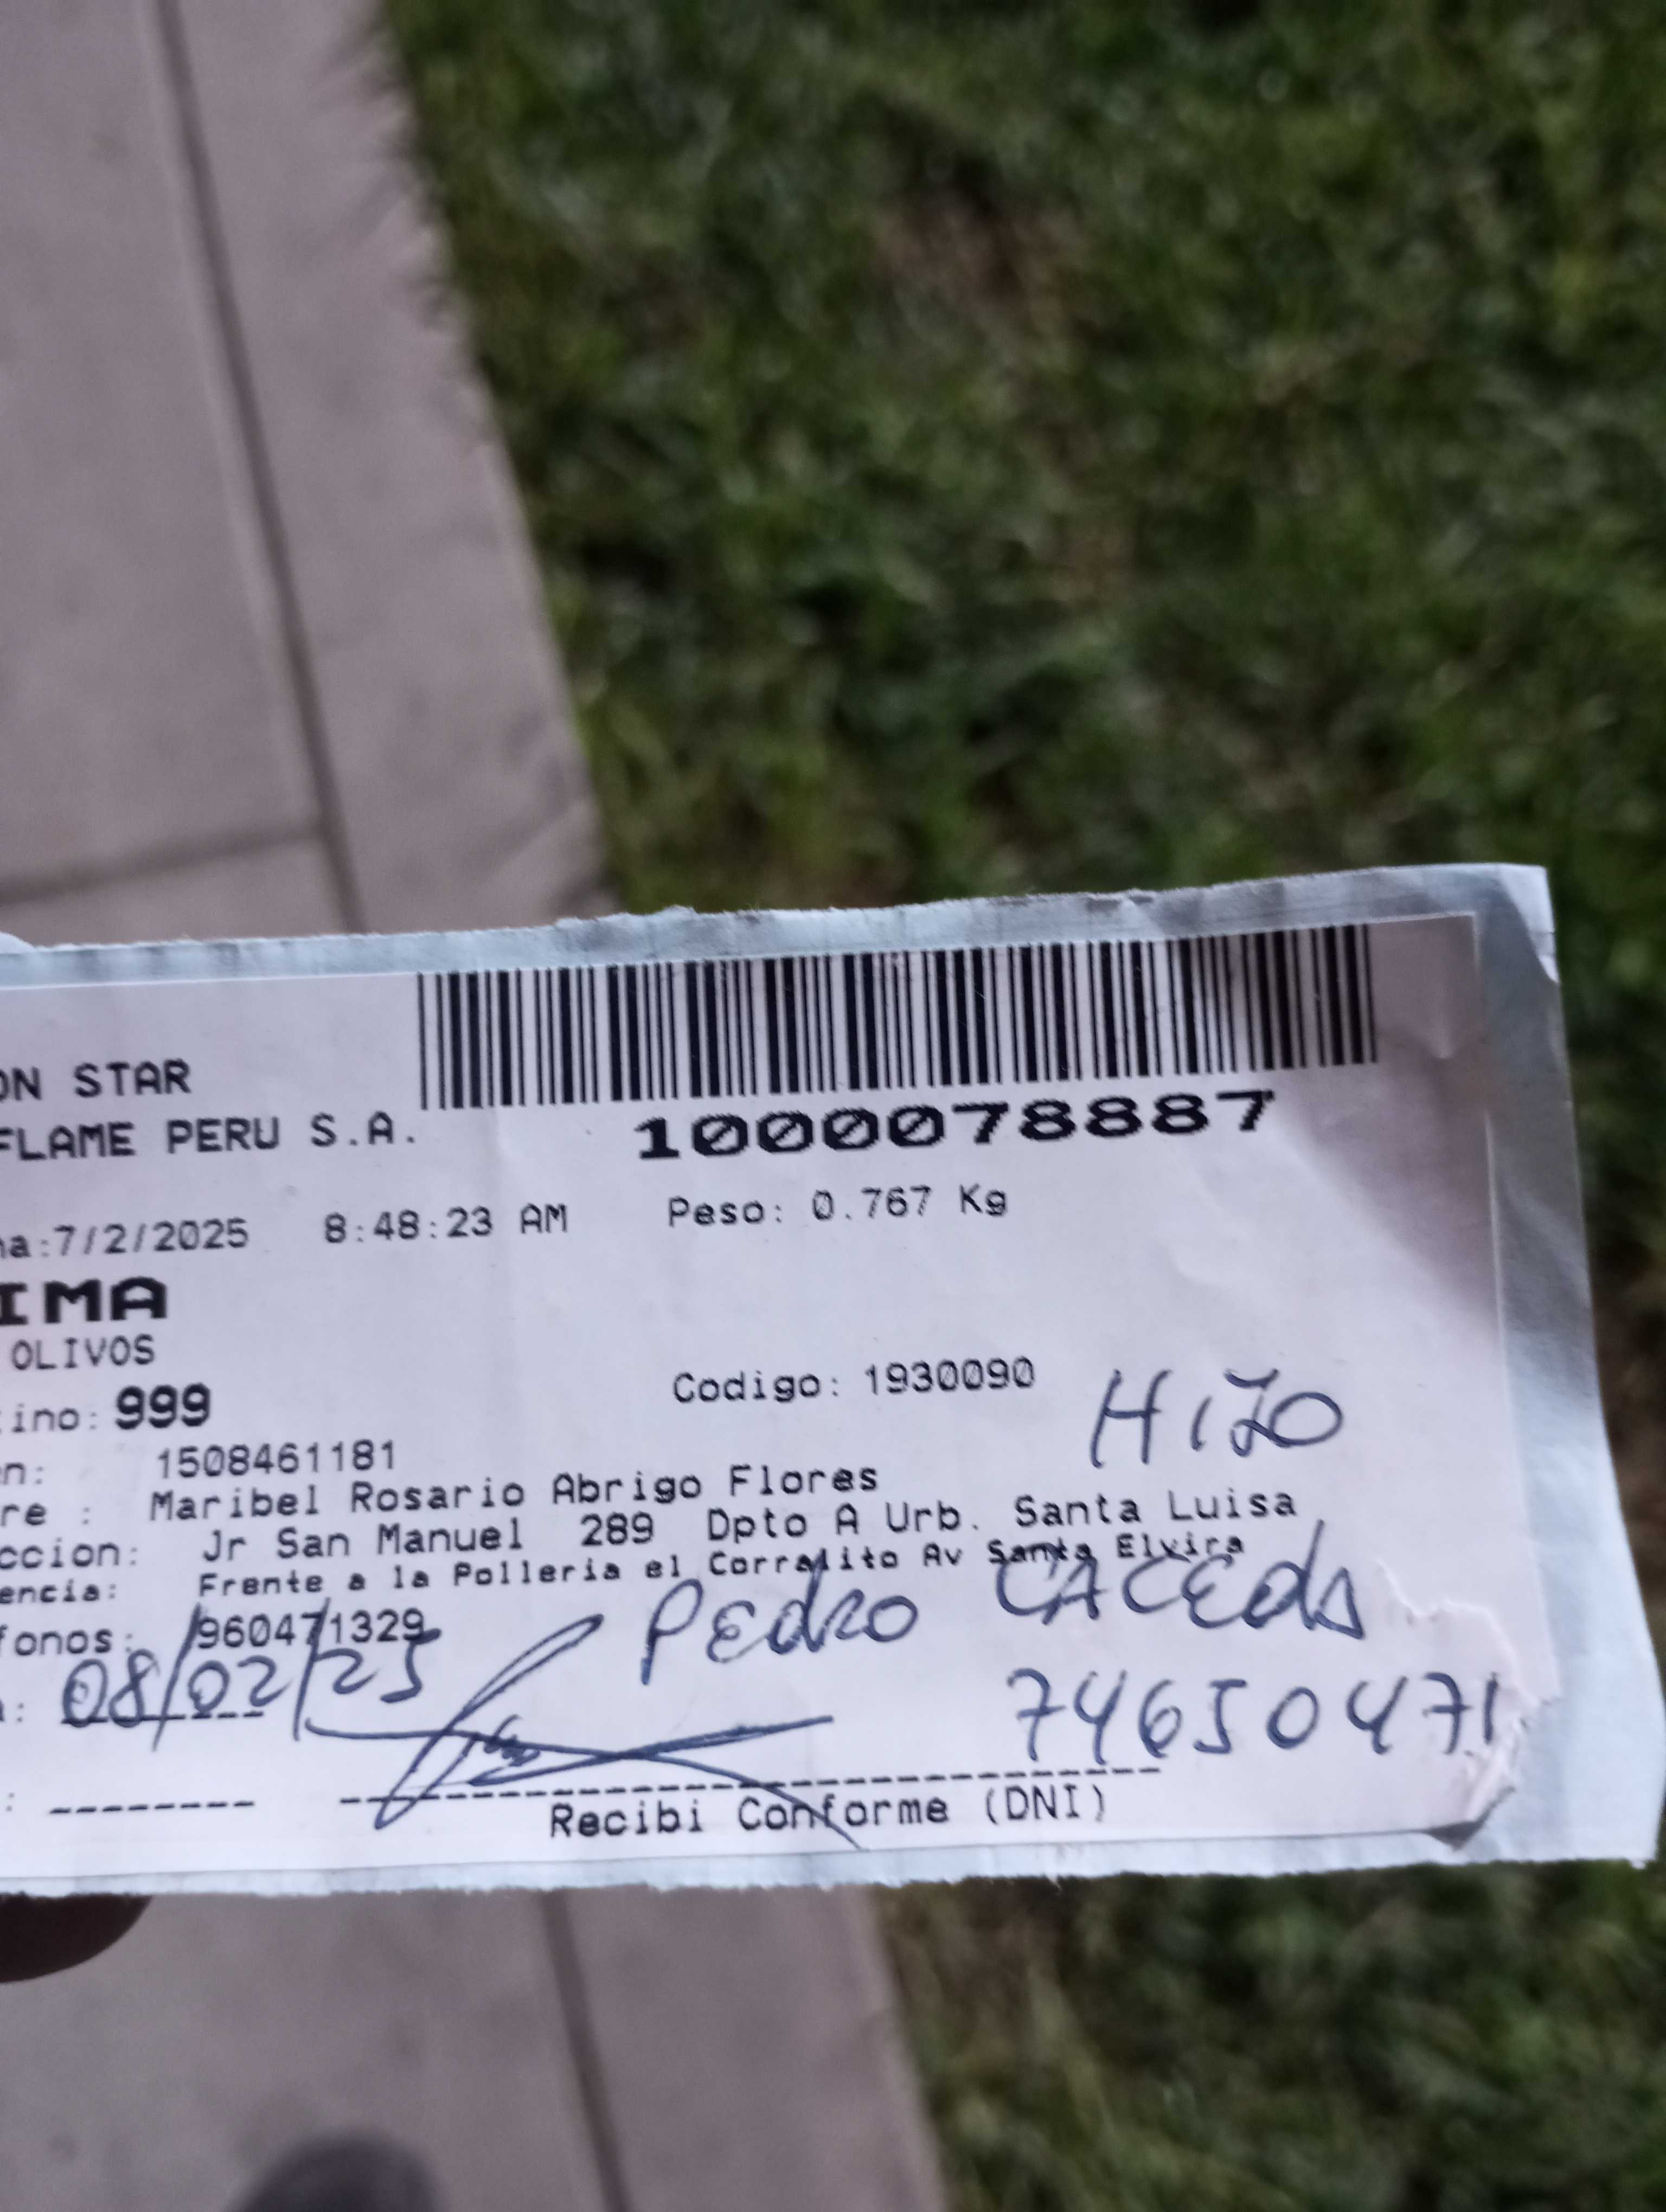 ON STAR
FLAME PERU S.A.
1000078887
a:7/2/2025 8:48:23 AM Peso: 0.767 Kg
IMA
OLIVOS
ino: 999 Codigo: 1930090
HIJO
n: 1508461181
re : Maribel Rosario Abrigo Flores
ccion: Jr San Manuel 289 Dpto A Urb. Santa Luisa
encia: Frente a la Polleria el Corralito Av Santa Elvira
fonos: 960471329
PEdRO CACEdA
: 08/02/25
74650471
: --------
Recibi Conforme (DNI)